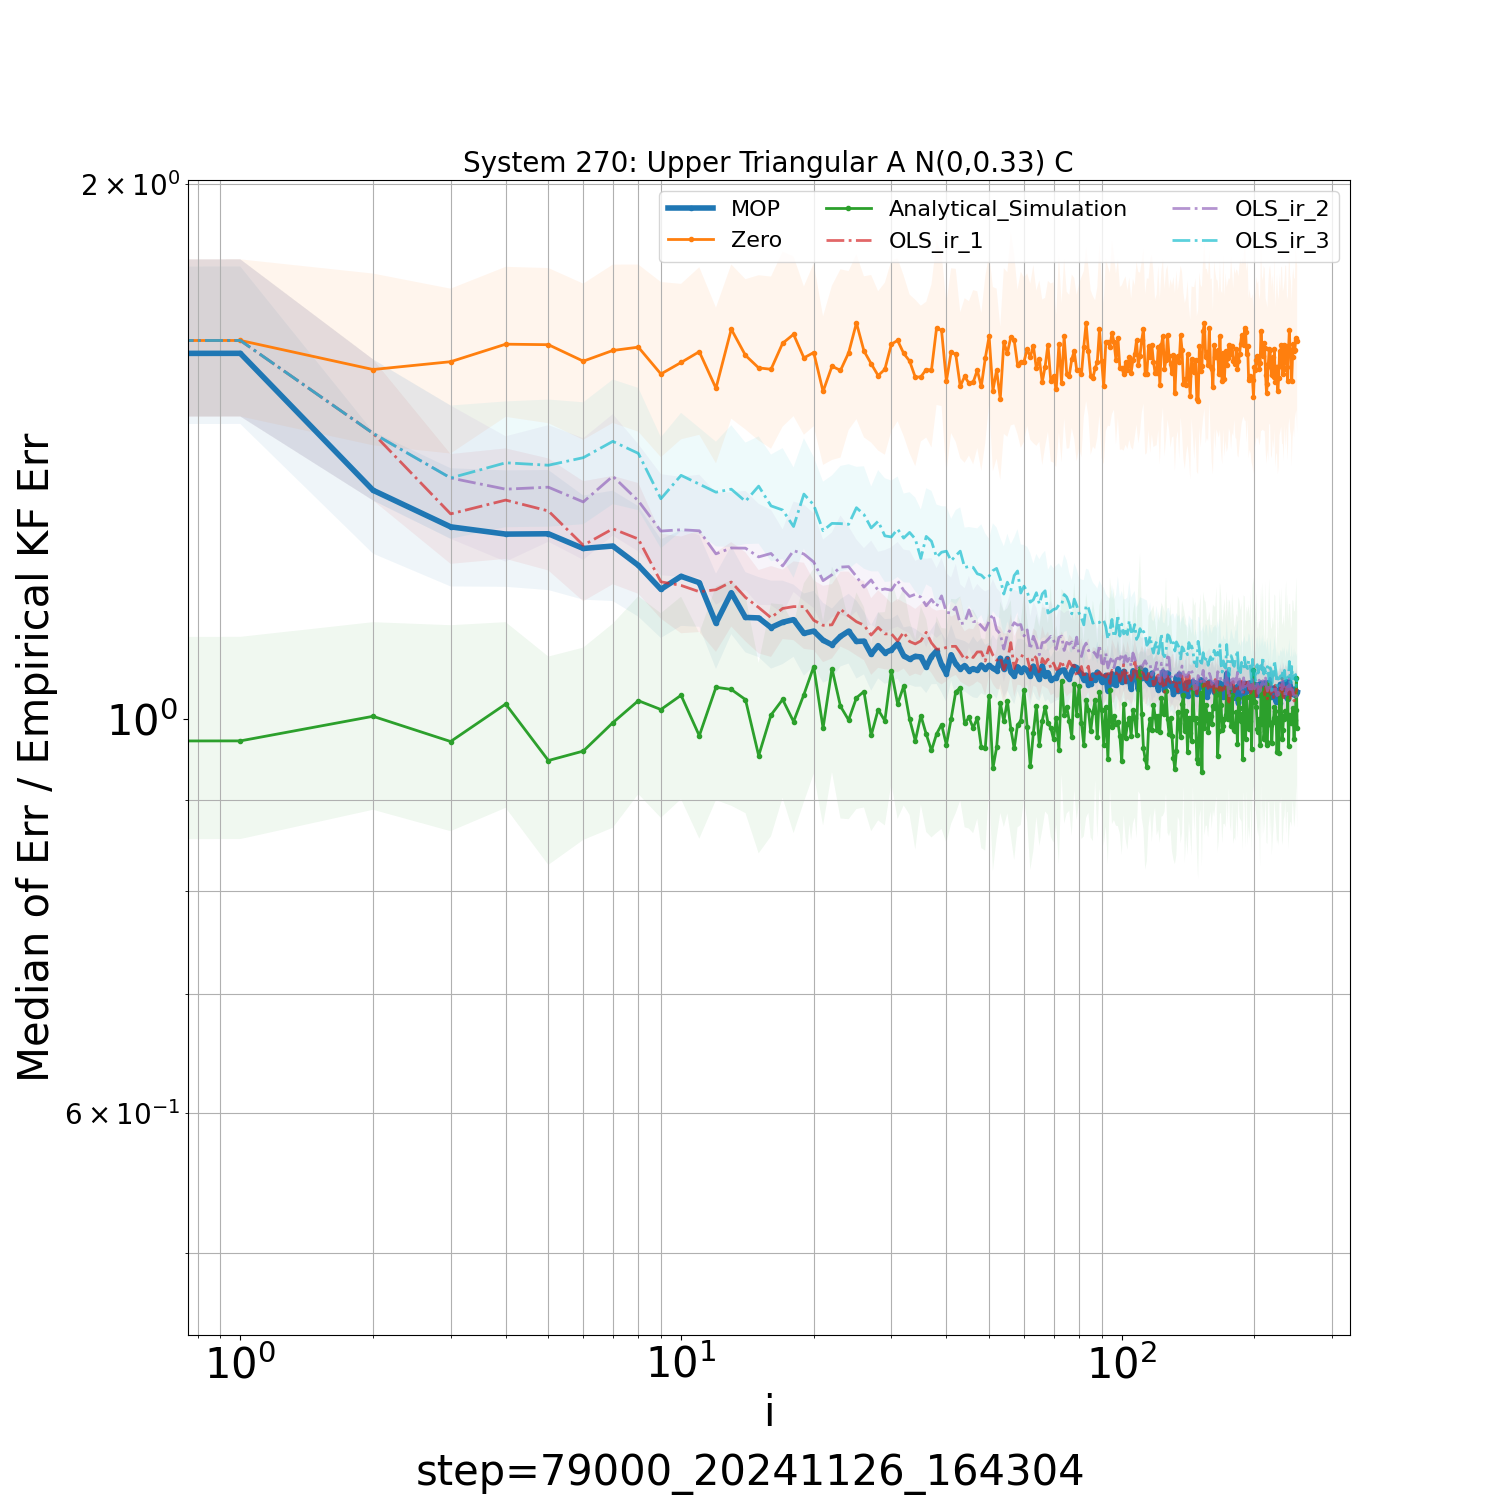 System 270: Upper Triangular A N(0,0.33) C
2 × 10⁰
MOP
Zero
Analytical_Simulation
OLS_ir_1
OLS_ir_2
OLS_ir_3
Median of Err / Empirical KF Err
10⁰
6 × 10⁻¹
10⁰ 10¹ 10²
i
step=79000_20241126_164304